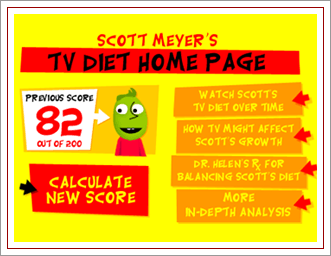 SCOTT MEYER'S
TV DIET HOME PAGE
PREVIOUS SCORE
82
OUT OF 200
CALCULATE
NEW SCORE
WATCH SCOTT'S
TV DIET OVER TIME
HOW TV MIGHT AFFECT
SCOTT'S GROWTH
DR. HELEN'S Rx FOR
BALANCING SCOTT'S DIET
MORE
IN-DEPTH ANALYSIS